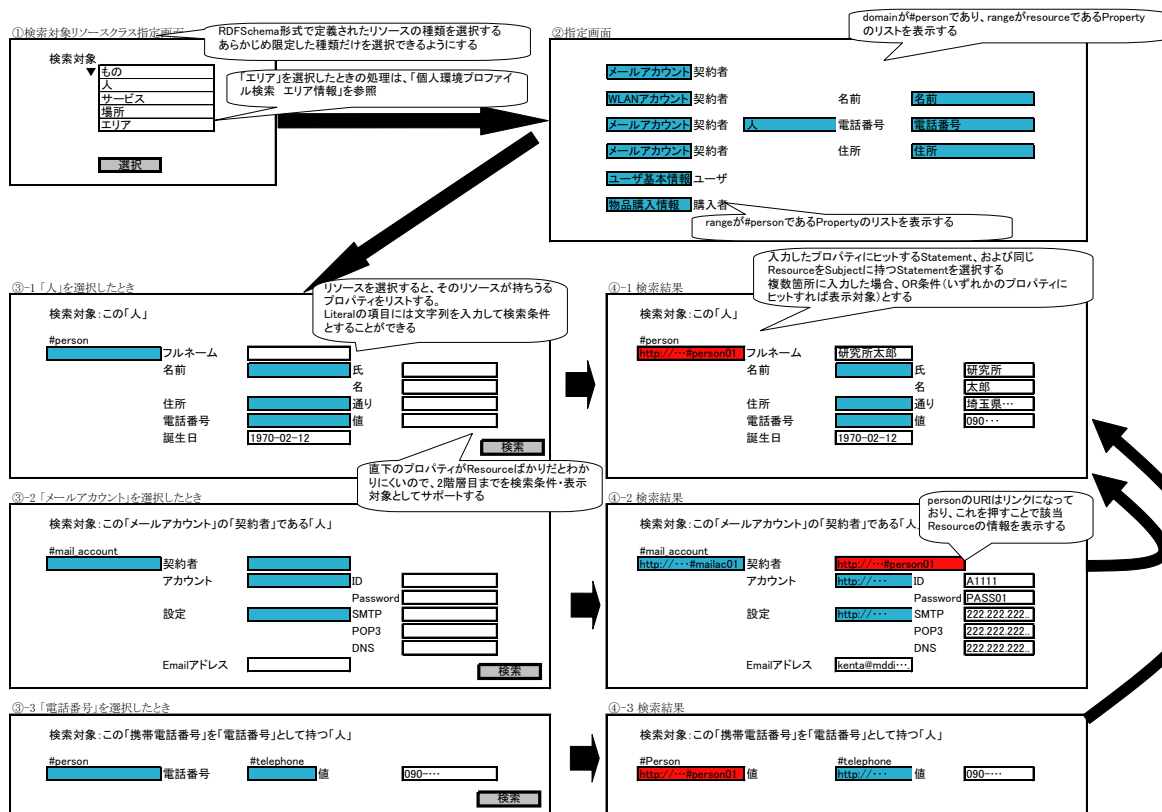 ①検索対象リソースクラス指定画面
RDFSchema形式で定義されたリソースの種類を選択する
あらかじめ限定した種類だけを選択できるようにする
検索対象
▼
もの
人
サービス
場所
エリア
「エリア」を選択したときの処理は、「個人環境プロファイ
ル検索 エリア情報」を参照
選択
②指定画面
domainが#personであり、rangeがresourceであるProperty
のリストを表示する
メールアカウント 契約者
WLANアカウント 契約者 名前 名前
メールアカウント 契約者 人 電話番号 電話番号
メールアカウント 契約者 住所 住所
ユーザ基本情報 ユーザ
物品購入情報 購入者
rangeが#personであるPropertyのリストを表示する
③-1 「人」を選択したとき
リソースを選択すると、そのリソースが持ちうる
プロパティをリストする。
Literalの項目には文字列を入力して検索条件
とすることができる
検索対象:この「人」
#person
フルネーム
名前 氏
名
住所 通り
電話番号 値
誕生日 1970-02-12
検索
直下のプロパティがResourceばかりだとわか
りにくいので、2階層目までを検索条件・表示
対象としてサポートする
④-1 検索結果
入力したプロパティにヒットするStatement、および同じ
ResourceをSubjectに持つStatementを選択する
複数箇所に入力した場合、OR条件(いずれかのプロパティに
ヒットすれば表示対象)とする
検索対象:この「人」
#person
http://…#person01 フルネーム 研究所太郎
名前 氏 研究所
名 太郎
住所 通り 埼玉県…
電話番号 値 090…
誕生日 1970-02-12
③-2 「メールアカウント」を選択したとき
検索対象:この「メールアカウント」の「契約者」である「人」
#mail_account
契約者
アカウント ID
Password
設定 SMTP
POP3
DNS
Emailアドレス
検索
④-2 検索結果
personのURIはリンクになって
おり、これを押すことで該当
Resourceの情報を表示する
検索対象:この「メールアカウント」の「契約者」である「人」
#mail_account
http://…#mailac01 契約者 http://…#person01
アカウント http://… ID A1111
Password PASS01
設定 http://… SMTP 222.222.222..
POP3 222.222.222..
DNS 222.222.222..
Emailアドレス kenta@mddi….
③-3 「電話番号」を選択したとき
検索対象:この「携帯電話番号」を「電話番号」として持つ「人」
#person #telephone
電話番号 値 090-…
検索
④-3 検索結果
検索対象:この「携帯電話番号」を「電話番号」として持つ「人」
#Person #telephone
http://…#person01 値 http://… 値 090-…